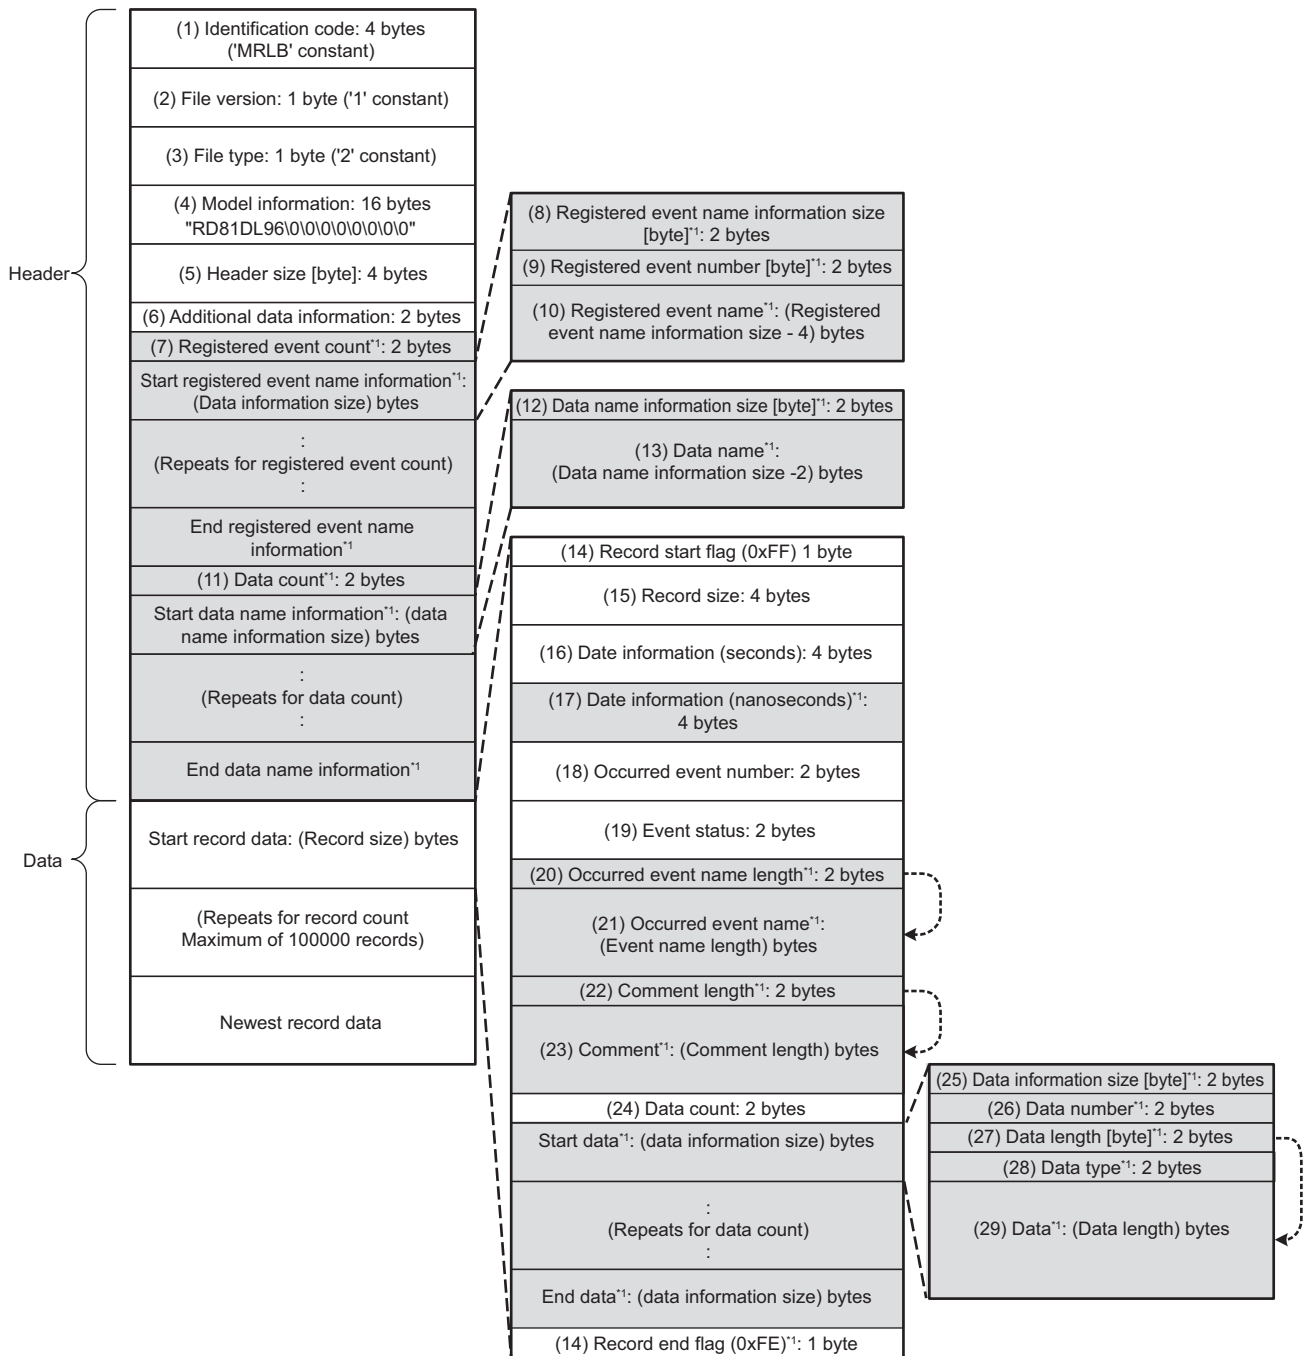 Header
(1) Identification code: 4 bytes
('MRLB' constant)
(2) File version: 1 byte ('1' constant)
(3) File type: 1 byte ('2' constant)
(4) Model information: 16 bytes
"RD81DL96\0\0\0\0\0\0\0\0"
(5) Header size [byte]: 4 bytes
(6) Additional data information: 2 bytes
(7) Registered event count*1: 2 bytes
Start registered event name information*1:
(Data information size) bytes
:
(Repeats for registered event count)
:
End registered event name
information*1
(11) Data count*1: 2 bytes
Start data name information*1: (data
name information size) bytes
:
(Repeats for data count)
:
End data name information*1
Data
Start record data: (Record size) bytes
(Repeats for record count
Maximum of 100000 records)
Newest record data
(8) Registered event name information size
[byte]*1: 2 bytes
(9) Registered event number [byte]*1: 2 bytes
(10) Registered event name*1: (Registered
event name information size - 4) bytes
(12) Data name information size [byte]*1: 2 bytes
(13) Data name*1:
(Data name information size -2) bytes
(14) Record start flag (0xFF) 1 byte
(15) Record size: 4 bytes
(16) Date information (seconds): 4 bytes
(17) Date information (nanoseconds)*1:
4 bytes
(18) Occurred event number: 2 bytes
(19) Event status: 2 bytes
(20) Occurred event name length*1: 2 bytes
(21) Occurred event name*1:
(Event name length) bytes
(22) Comment length*1: 2 bytes
(23) Comment*1: (Comment length) bytes
(24) Data count: 2 bytes
Start data*1: (data information size) bytes
:
(Repeats for data count)
:
End data*1: (data information size) bytes
(14) Record end flag (0xFE)*1: 1 byte
(25) Data information size [byte]*1: 2 bytes
(26) Data number*1: 2 bytes
(27) Data length [byte]*1: 2 bytes
(28) Data type*1: 2 bytes
(29) Data*1: (Data length) bytes